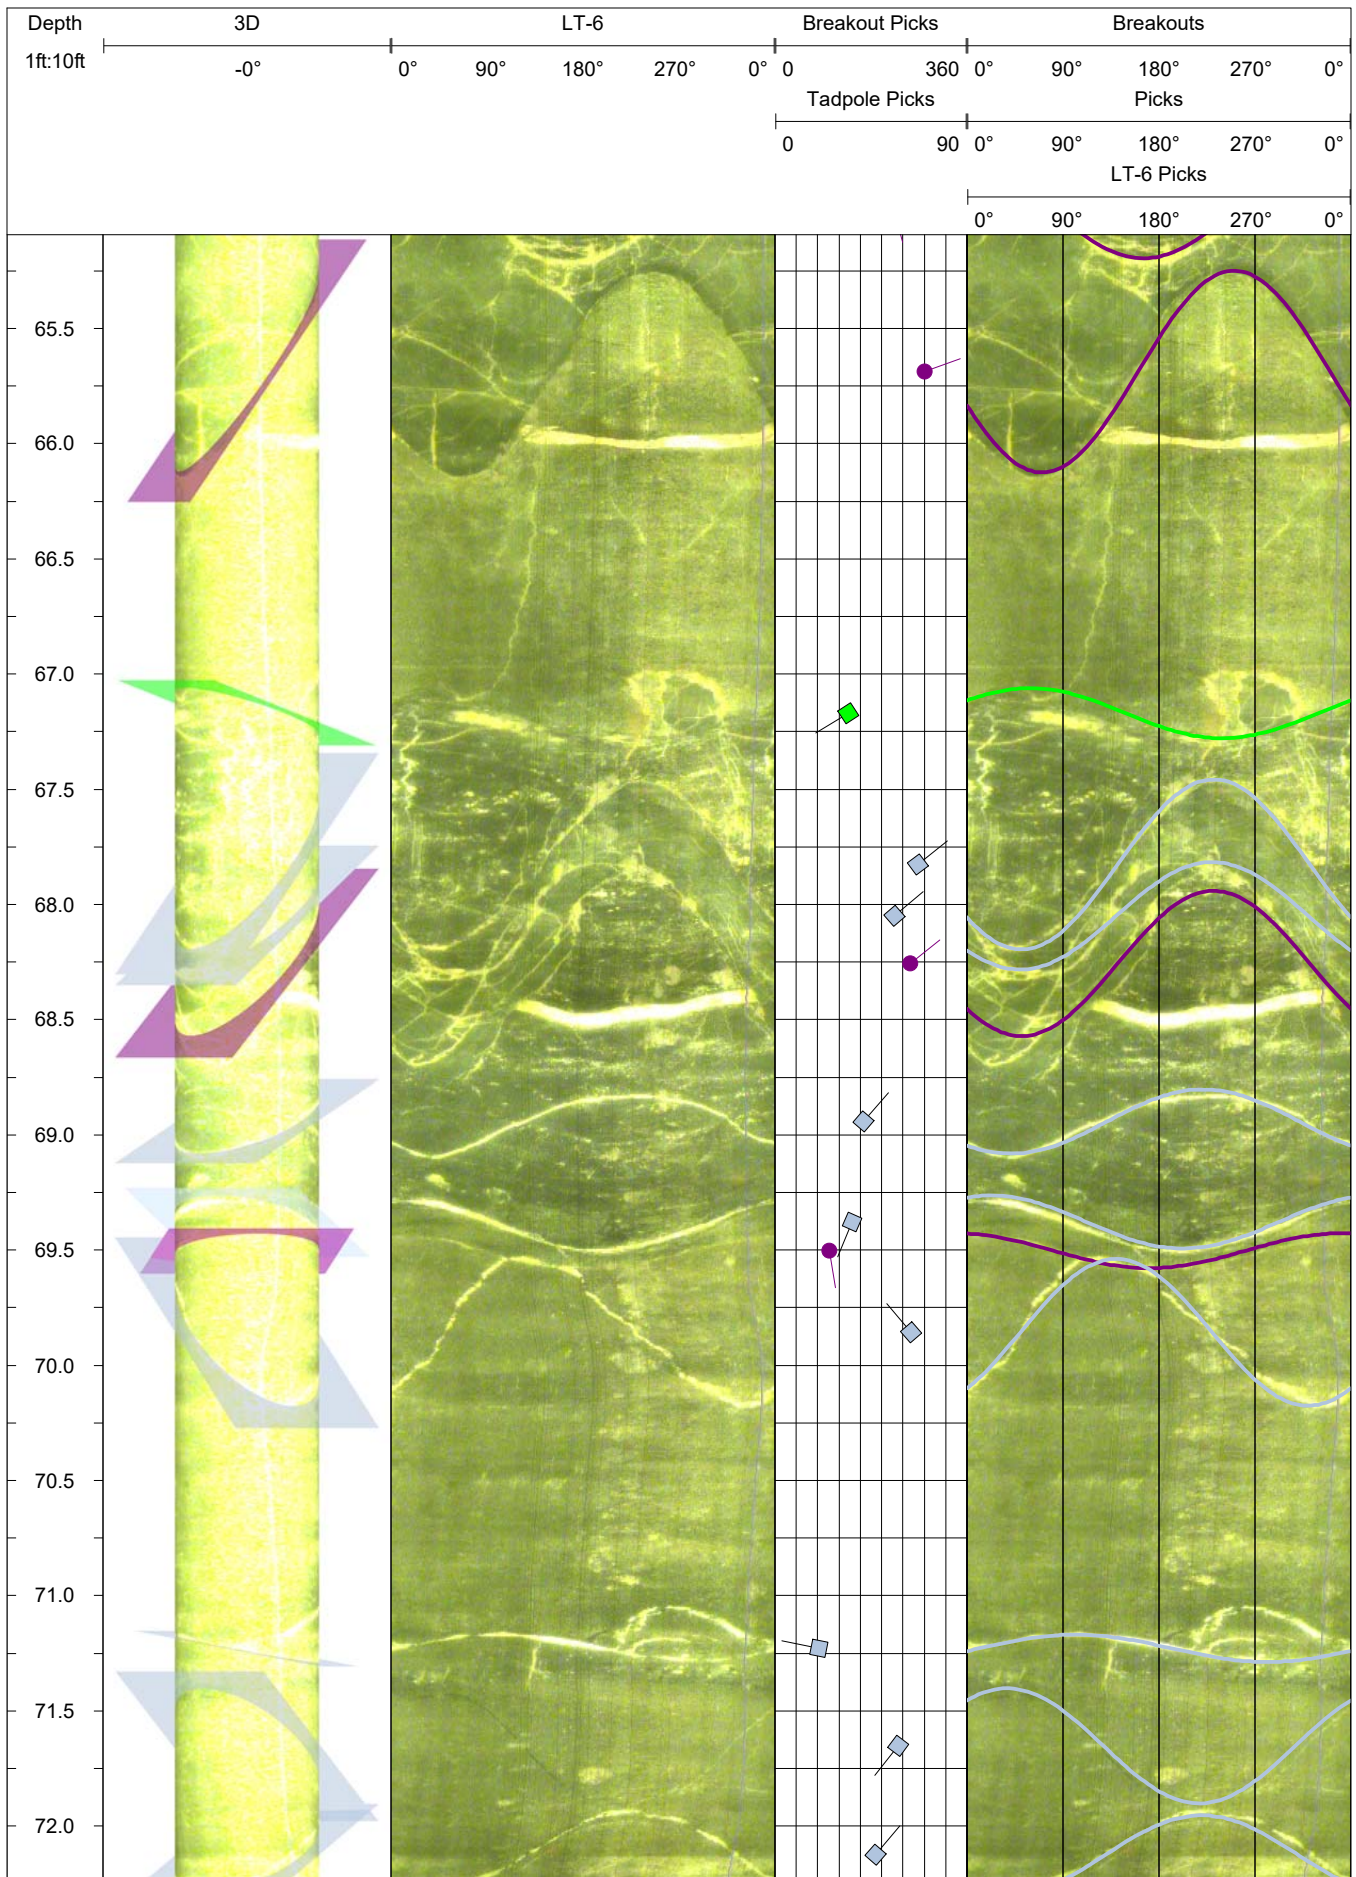 Depth 3D LT-6 Breakout Picks Breakouts
1ft:10ft -0° 0° 90° 180° 270° 0° 0 360 0° 90° 180° 270° 0°
Tadpole Picks Picks
0 90 0° 90° 180° 270° 0°
LT-6 Picks
0° 90° 180° 270° 0°
65.5
66.0
66.5
67.0
67.5
68.0
68.5
69.0
69.5
70.0
70.5
71.0
71.5
72.0